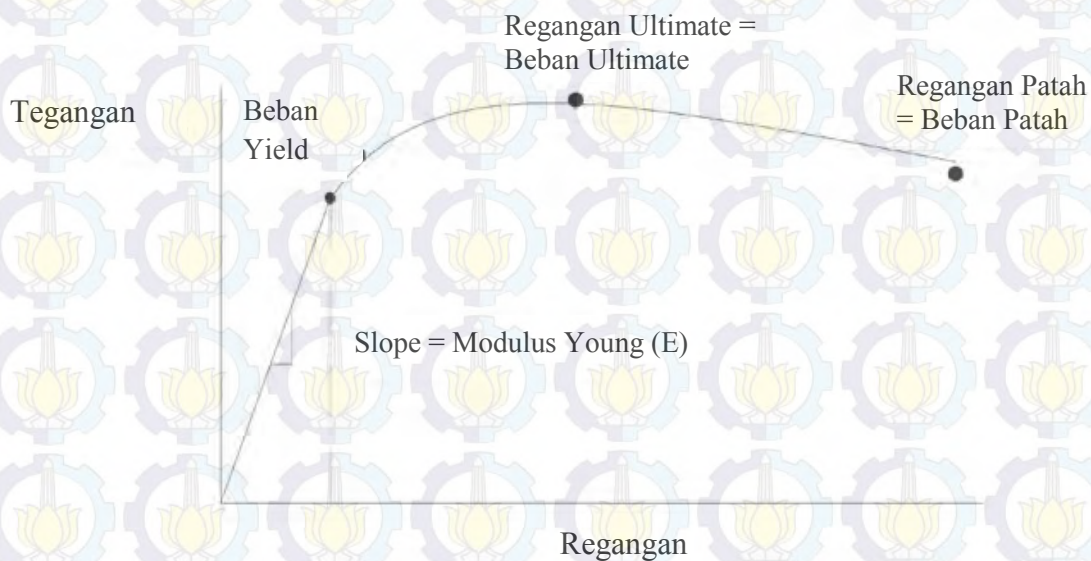 Regangan Ultimate =
Beban Ultimate
Regangan Patah
= Beban Patah
Tegangan
Beban
Yield
Slope = Modulus Young (E)
Regangan